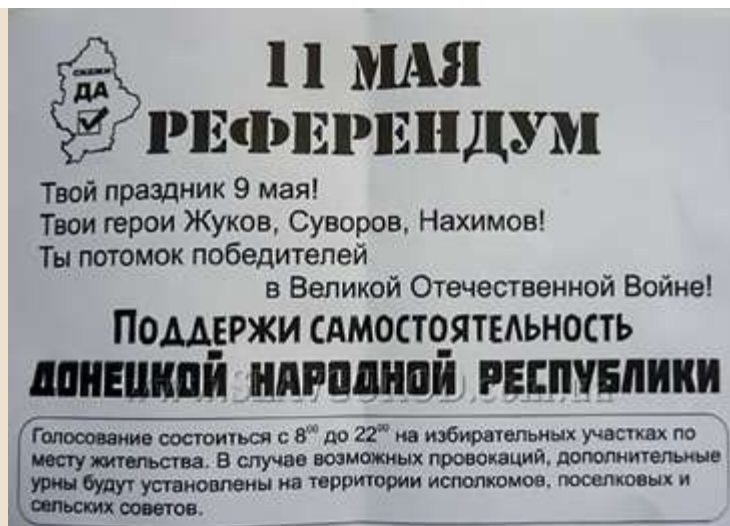 СКАЖИ
ДА
11 МАЯ
РЕФЕРЕНДУМ
Твой праздник 9 мая!
Твои герои Жуков, Суворов, Нахимов!
Ты потомок победителей
в Великой Отечественной Войне!
ПОДДЕРЖИ САМОСТОЯТЕЛЬНОСТЬ
ДОНЕЦКОЙ НАРОДНОЙ РЕСПУБЛИКИ
Голосование состоиться с 8⁰⁰ до 22⁰⁰ на избирательных участках по
месту жительства. В случае возможных провокаций, дополнительные
урны будут установлены на территории исполкомов, поселковых и
сельских советов.